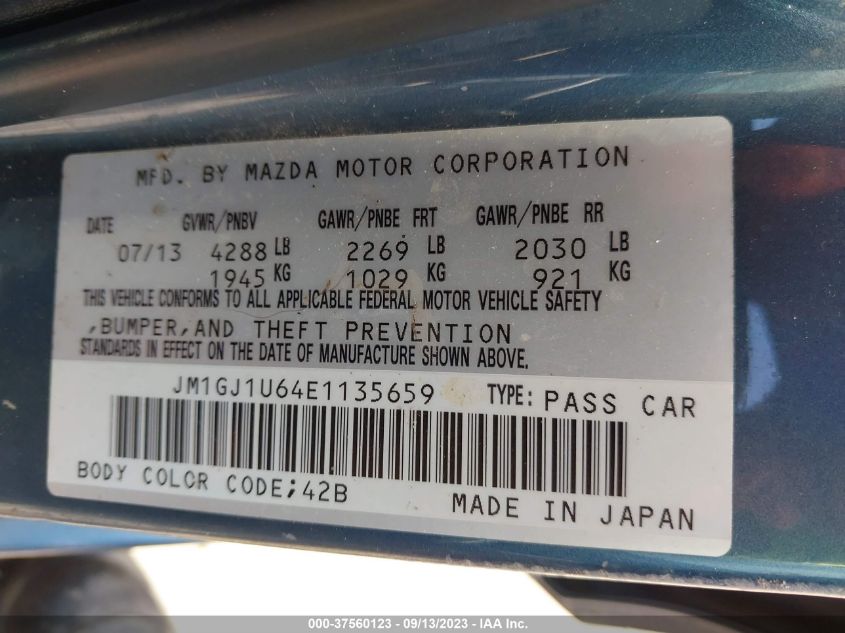 MFD. BY MAZDA MOTOR CORPORATION
DATE GVWR/PNBV GAWR/PNBE FRT GAWR/PNBE RR
07/13 4288 LB 2269 LB 2030 LB
1945 KG 1029 KG 921 KG
THIS VEHICLE CONFORMS TO ALL APPLICABLE FEDERAL MOTOR VEHICLE SAFETY
,BUMPER,AND THEFT PREVENTION
STANDARDS IN EFFECT ON THE DATE OF MANUFACTURE SHOWN ABOVE.
JM1GJ1U64E1135659 TYPE: PASS CAR
BODY COLOR CODE;42B
MADE IN JAPAN
000-37560123 - 09/13/2023 - IAA Inc.